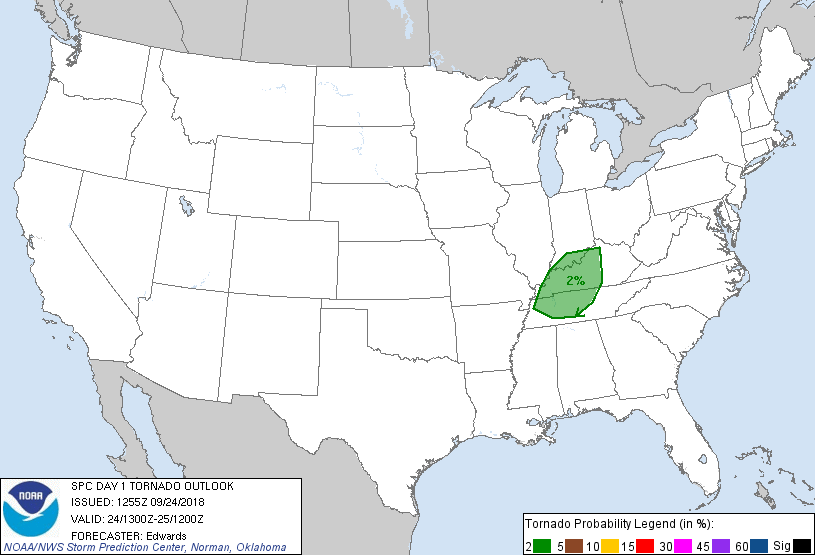 2%
NOAA
SPC DAY 1 TORNADO OUTLOOK
ISSUED: 1255Z 09/24/2018
VALID: 24/1300Z-25/1200Z
FORECASTER: Edwards
NOAA/NWS Storm Prediction Center, Norman, Oklahoma
Tornado Probability Legend (in %):
2 5 10 15 30 45 60 Sig